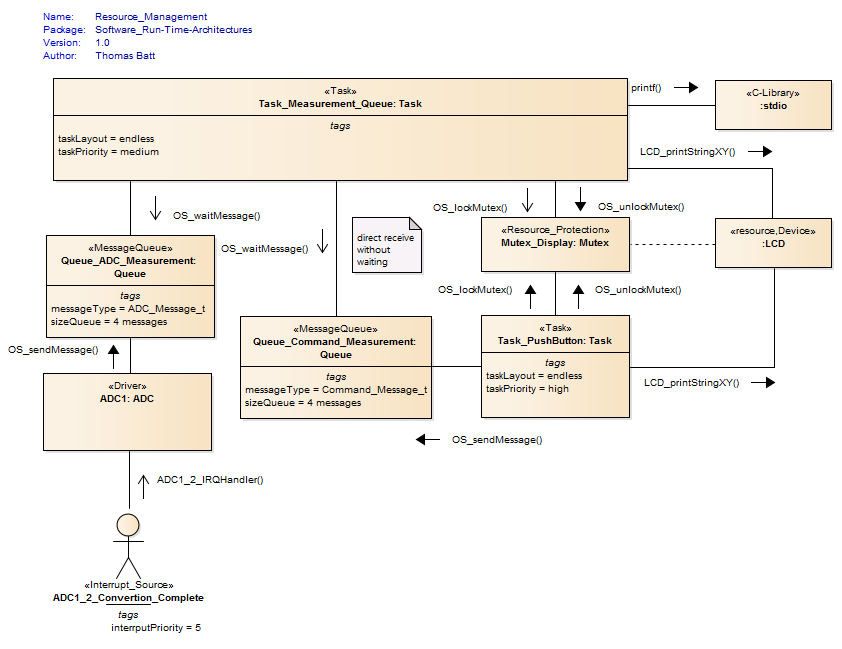 Name: Resource_Management
Package: Software_Run-Time-Architectures
Version: 1.0
Author: Thomas Batt
«Task»
Task_Measurement_Queue: Task
tags
taskLayout = endless
taskPriority = medium
printf()
«C-Library»
:stdio
LCD_printStringXY()
OS_waitMessage()
OS_waitMessage()
direct receive
without
waiting
OS_lockMutex()
OS_unlockMutex()
«MessageQueue»
Queue_ADC_Measurement:
Queue
tags
messageType = ADC_Message_t
sizeQueue = 4 messages
«Resource_Protection»
Mutex_Display: Mutex
«resource,Device»
:LCD
OS_lockMutex()
OS_unlockMutex()
«MessageQueue»
Queue_Command_Measurement:
Queue
tags
messageType = Command_Message_t
sizeQueue = 4 messages
«Task»
Task_PushButton: Task
tags
taskLayout = endless
taskPriority = high
OS_sendMessage()
«Driver»
ADC1: ADC
LCD_printStringXY()
OS_sendMessage()
ADC1_2_IRQHandler()
«Interrupt_Source»
ADC1_2_Convertion_Complete
tags
interrputPriority = 5